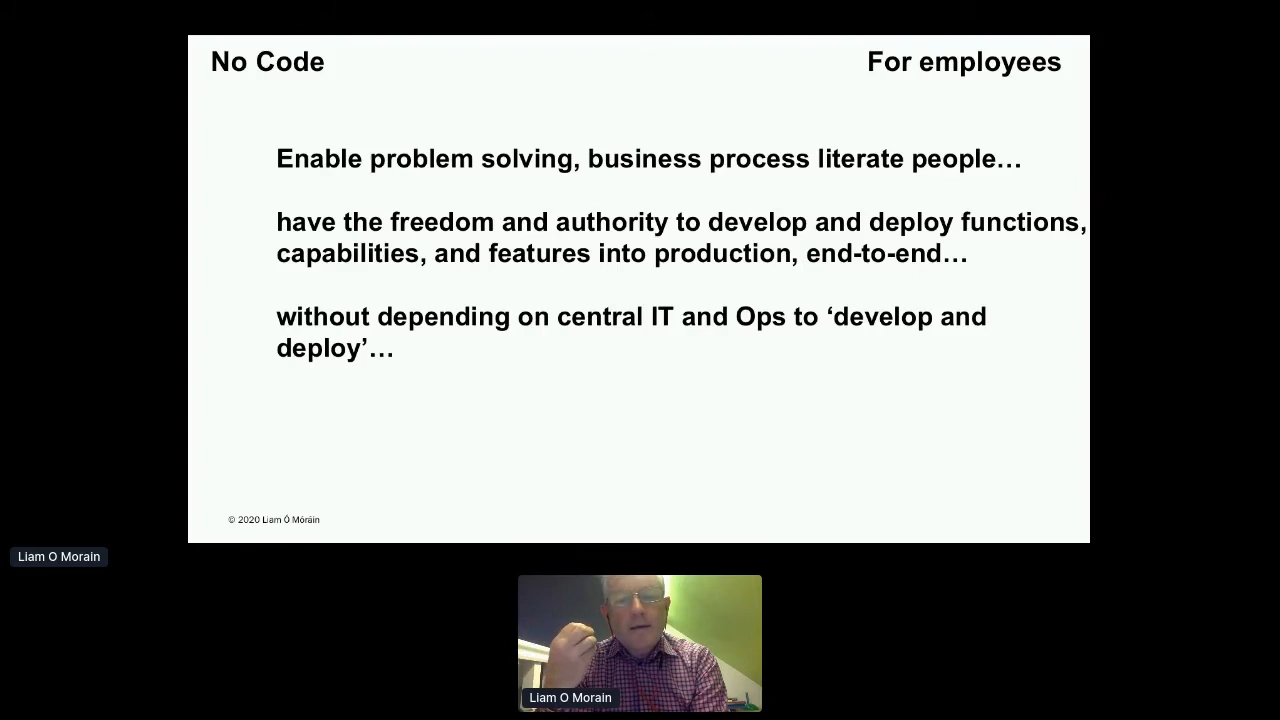 No Code
For employees
Enable problem solving, business process literate people…
have the freedom and authority to develop and deploy functions,
capabilities, and features into production, end-to-end…
without depending on central IT and Ops to ‘develop and
deploy’…
© 2020 Liam Ó Móráin
Liam O Morain
Liam O Morain